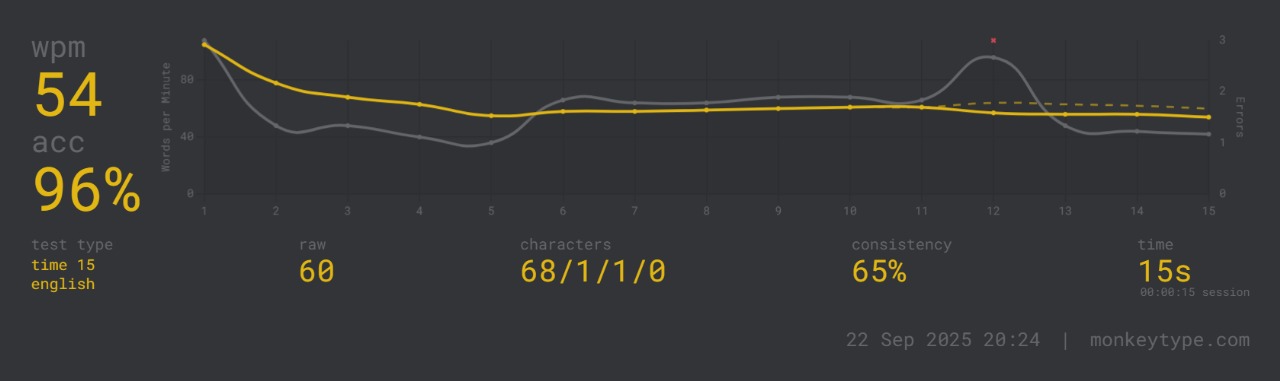 wpm
54
acc
96%
Words per Minute
80
40
0
1 2 3 4 5 6 7 8 9 10 11 12 13 14 15
3
2
1
0
Errors
test type
time 15
english
raw
60
characters
68/1/1/0
consistency
65%
time
15s
00:00:15 session
22 Sep 2025 20:24 | monkeytype.com